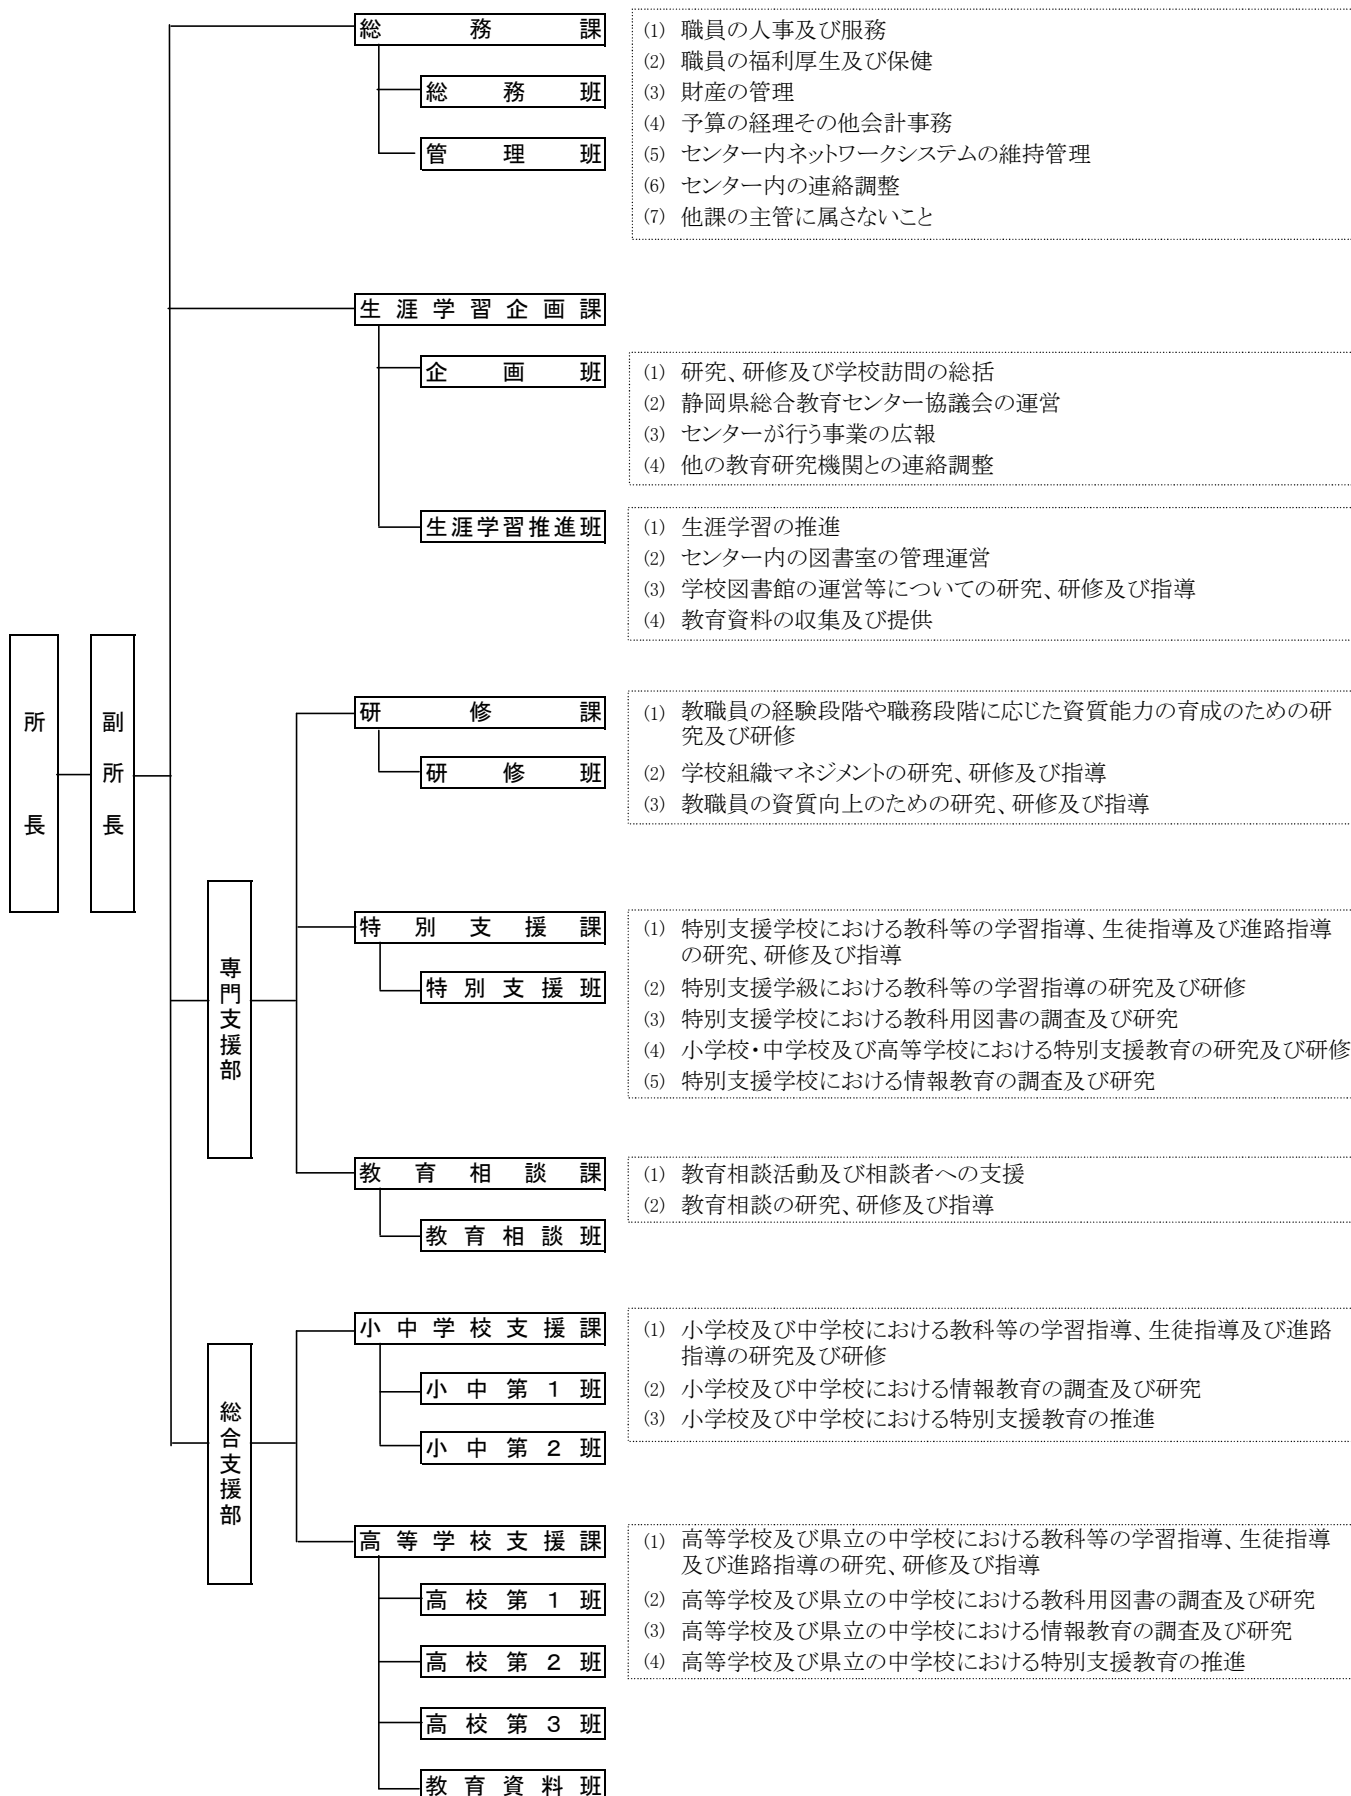 所長
副所長
総務課
総務班
管理班
⑴ 職員の人事及び服務
⑵ 職員の福利厚生及び保健
⑶ 財産の管理
⑷ 予算の経理その他会計事務
⑸ センター内ネットワークシステムの維持管理
⑹ センター内の連絡調整
⑺ 他課の主管に属さないこと
生涯学習企画課
企画班
⑴ 研究、研修及び学校訪問の総括
⑵ 静岡県総合教育センター協議会の運営
⑶ センターが行う事業の広報
⑷ 他の教育研究機関との連絡調整
生涯学習推進班
⑴ 生涯学習の推進
⑵ センター内の図書室の管理運営
⑶ 学校図書館の運営等についての研究、研修及び指導
⑷ 教育資料の収集及び提供
専門支援部
研修課
研修班
⑴ 教職員の経験段階や職務段階に応じた資質能力の育成のための研
究及び研修
⑵ 学校組織マネジメントの研究、研修及び指導
⑶ 教職員の資質向上のための研究、研修及び指導
特別支援課
特別支援班
⑴ 特別支援学校における教科等の学習指導、生徒指導及び進路指導
の研究、研修及び指導
⑵ 特別支援学級における教科等の学習指導の研究及び研修
⑶ 特別支援学校における教科用図書の調査及び研究
⑷ 小学校・中学校及び高等学校における特別支援教育の研究及び研修
⑸ 特別支援学校における情報教育の調査及び研究
教育相談課
教育相談班
⑴ 教育相談活動及び相談者への支援
⑵ 教育相談の研究、研修及び指導
総合支援部
小中学校支援課
小中第1班
小中第2班
⑴ 小学校及び中学校における教科等の学習指導、生徒指導及び進路
指導の研究及び研修
⑵ 小学校及び中学校における情報教育の調査及び研究
⑶ 小学校及び中学校における特別支援教育の推進
高等学校支援課
高校第1班
高校第2班
高校第3班
教育資料班
⑴ 高等学校及び県立の中学校における教科等の学習指導、生徒指導
及び進路指導の研究、研修及び指導
⑵ 高等学校及び県立の中学校における教科用図書の調査及び研究
⑶ 高等学校及び県立の中学校における情報教育の調査及び研究
⑷ 高等学校及び県立の中学校における特別支援教育の推進